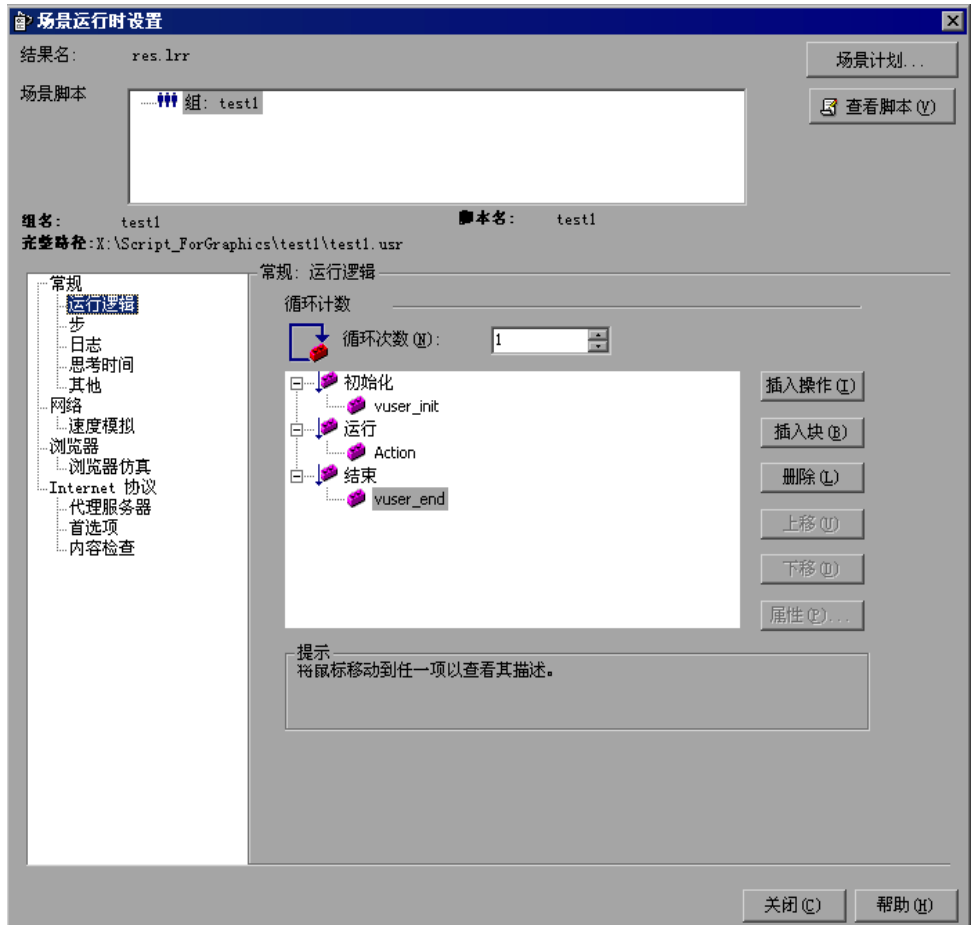 场景运行时设置
结果名: res.lrr
场景计划...
场景脚本
组: test1
查看脚本(V)
组名: test1
脚本名: test1
完整路径:X:\Script_ForGraphics\test1\test1.usr
常规
运行逻辑
步
日志
思考时间
其他
网络
速度模拟
浏览器
浏览器仿真
Internet 协议
代理服务器
首选项
内容检查
常规: 运行逻辑
循环计数
循环次数(N): 1
初始化
vuser_init
运行
Action
结束
vuser_end
插入操作(I)
插入块(B)
删除(L)
上移(U)
下移(D)
属性(P)...
提示
将鼠标移动到任一项以查看其描述。
关闭(C)
帮助(H)